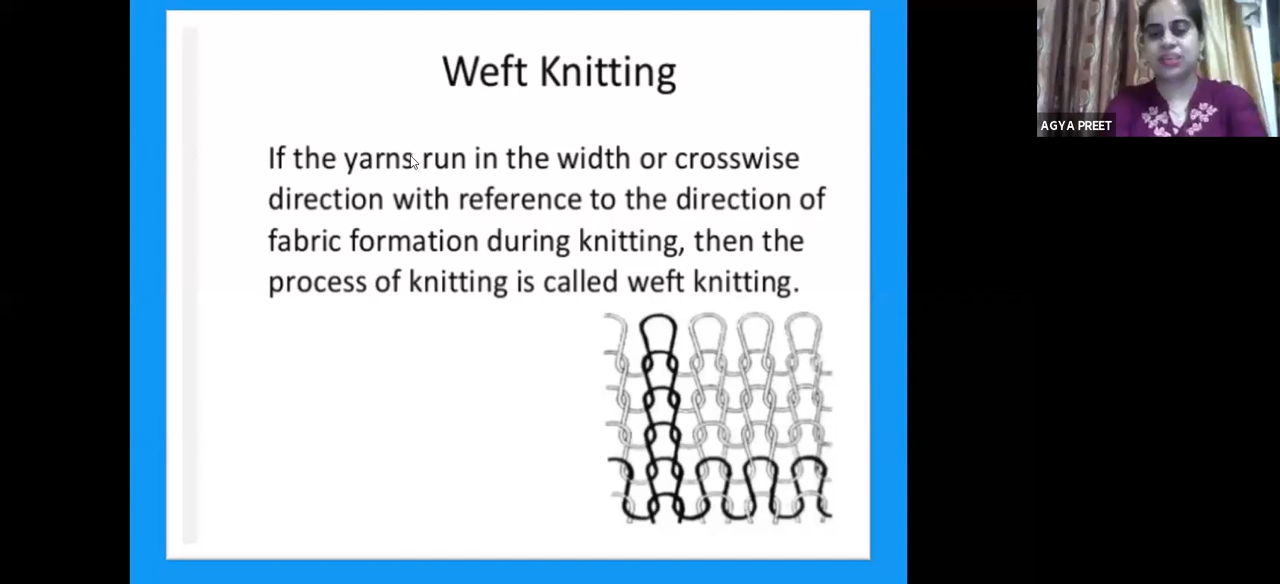 Weft Knitting
If the yarns run in the width or crosswise
direction with reference to the direction of
fabric formation during knitting, then the
process of knitting is called weft knitting.
AGYA PREET